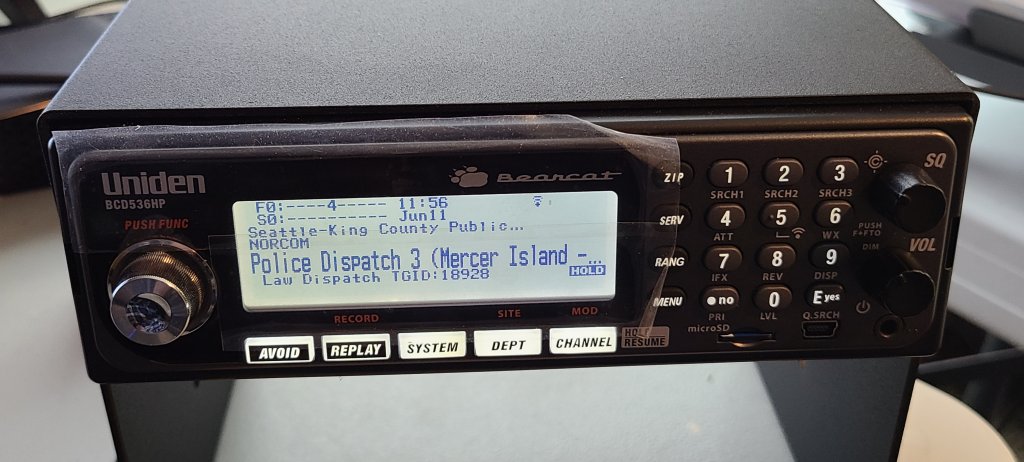 Uniden
BCD536HP
Bearcat
PUSH FUNC
F0:----4----- 11:56
S0:---------- Jun11
Seattle-King County Public...
NORCOM
Police Dispatch 3 (Mercer Island -...
HOLD
Law Dispatch TGID:18928
RECORD
SITE
MOD
AVOID
REPLAY
SYSTEM
DEPT
CHANNEL
HOLD
RESUME
ZIP
1
2
3
SRCH1
SRCH2
SRCH3
SERV
4
5
6
ATT
WX
RANG
7
8
9
IFX
REV
DISP
MENU
•no
0
E yes
PRI
LVL
Q.SRCH
microSD
SQ
PUSH
F+FTO
DIM
VOL